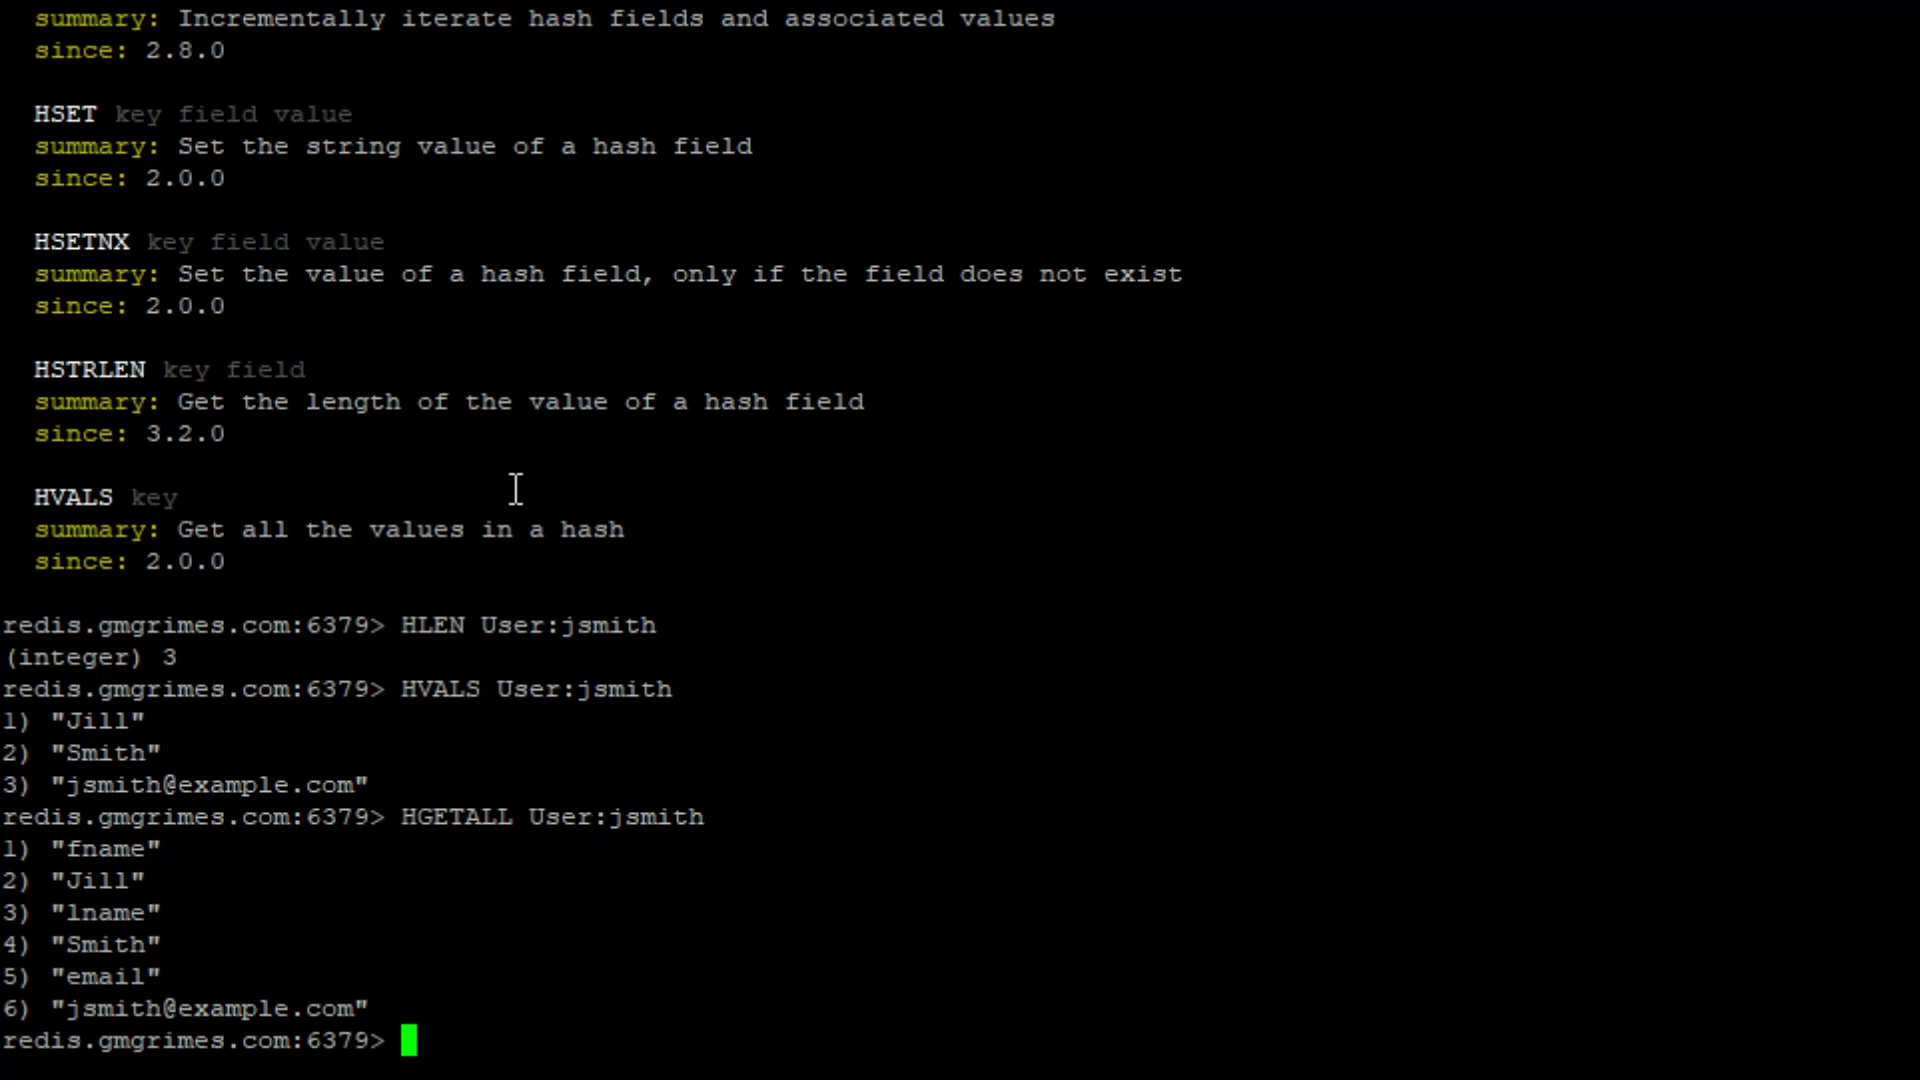 summary: Incrementally iterate hash fields and associated values
since: 2.8.0
HSET key field value
summary: Set the string value of a hash field
since: 2.0.0
HSETNX key field value
summary: Set the value of a hash field, only if the field does not exist
since: 2.0.0
HSTRLEN key field
summary: Get the length of the value of a hash field
since: 3.2.0
HVALS key
summary: Get all the values in a hash
since: 2.0.0
redis.gmgrimes.com:6379> HLEN User:jsmith
(integer) 3
redis.gmgrimes.com:6379> HVALS User:jsmith
1) "Jill"
2) "Smith"
3) "jsmith@example.com"
redis.gmgrimes.com:6379> HGETALL User:jsmith
1) "fname"
2) "Jill"
3) "lname"
4) "Smith"
5) "email"
6) "jsmith@example.com"
redis.gmgrimes.com:6379>